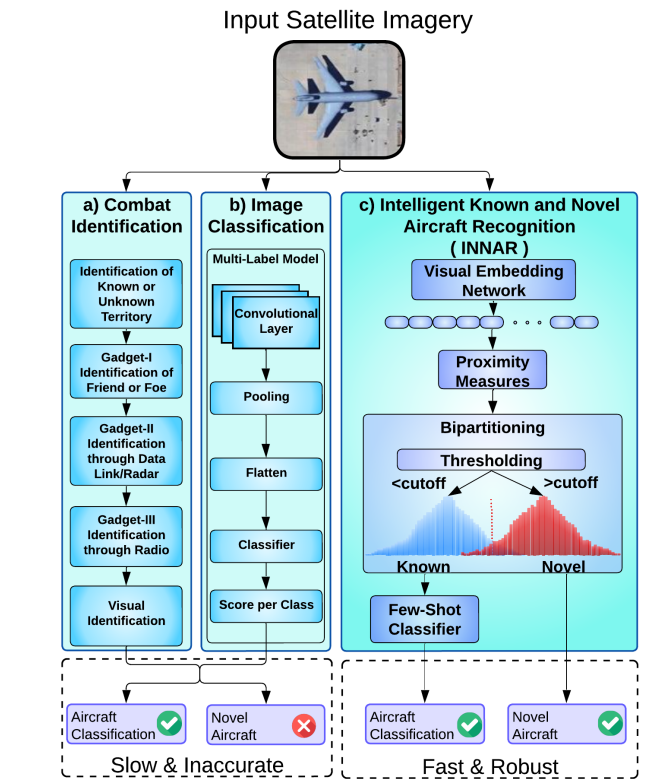 Input Satellite Imagery
a) Combat
Identification
Identification of
Known or
Unknown
Territory
Gadget-I
Identification of
Friend or Foe
Gadget-II
Identification
through Data
Link/Radar
Gadget-III
Identification
through Radio
Visual
Identification
b) Image
Classification
Multi-Label Model
Convolutional
Layer
Pooling
Flatten
Classifier
Score per Class
c) Intelligent Known and Novel
Aircraft Recognition
( INNAR )
Visual Embedding
Network
Proximity
Measures
Bipartitioning
Thresholding
<cutoff
>cutoff
Known
Novel
Few-Shot
Classifier
Aircraft
Classification
Novel
Aircraft
Slow & Inaccurate
Aircraft
Classification
Novel
Aircraft
Fast & Robust